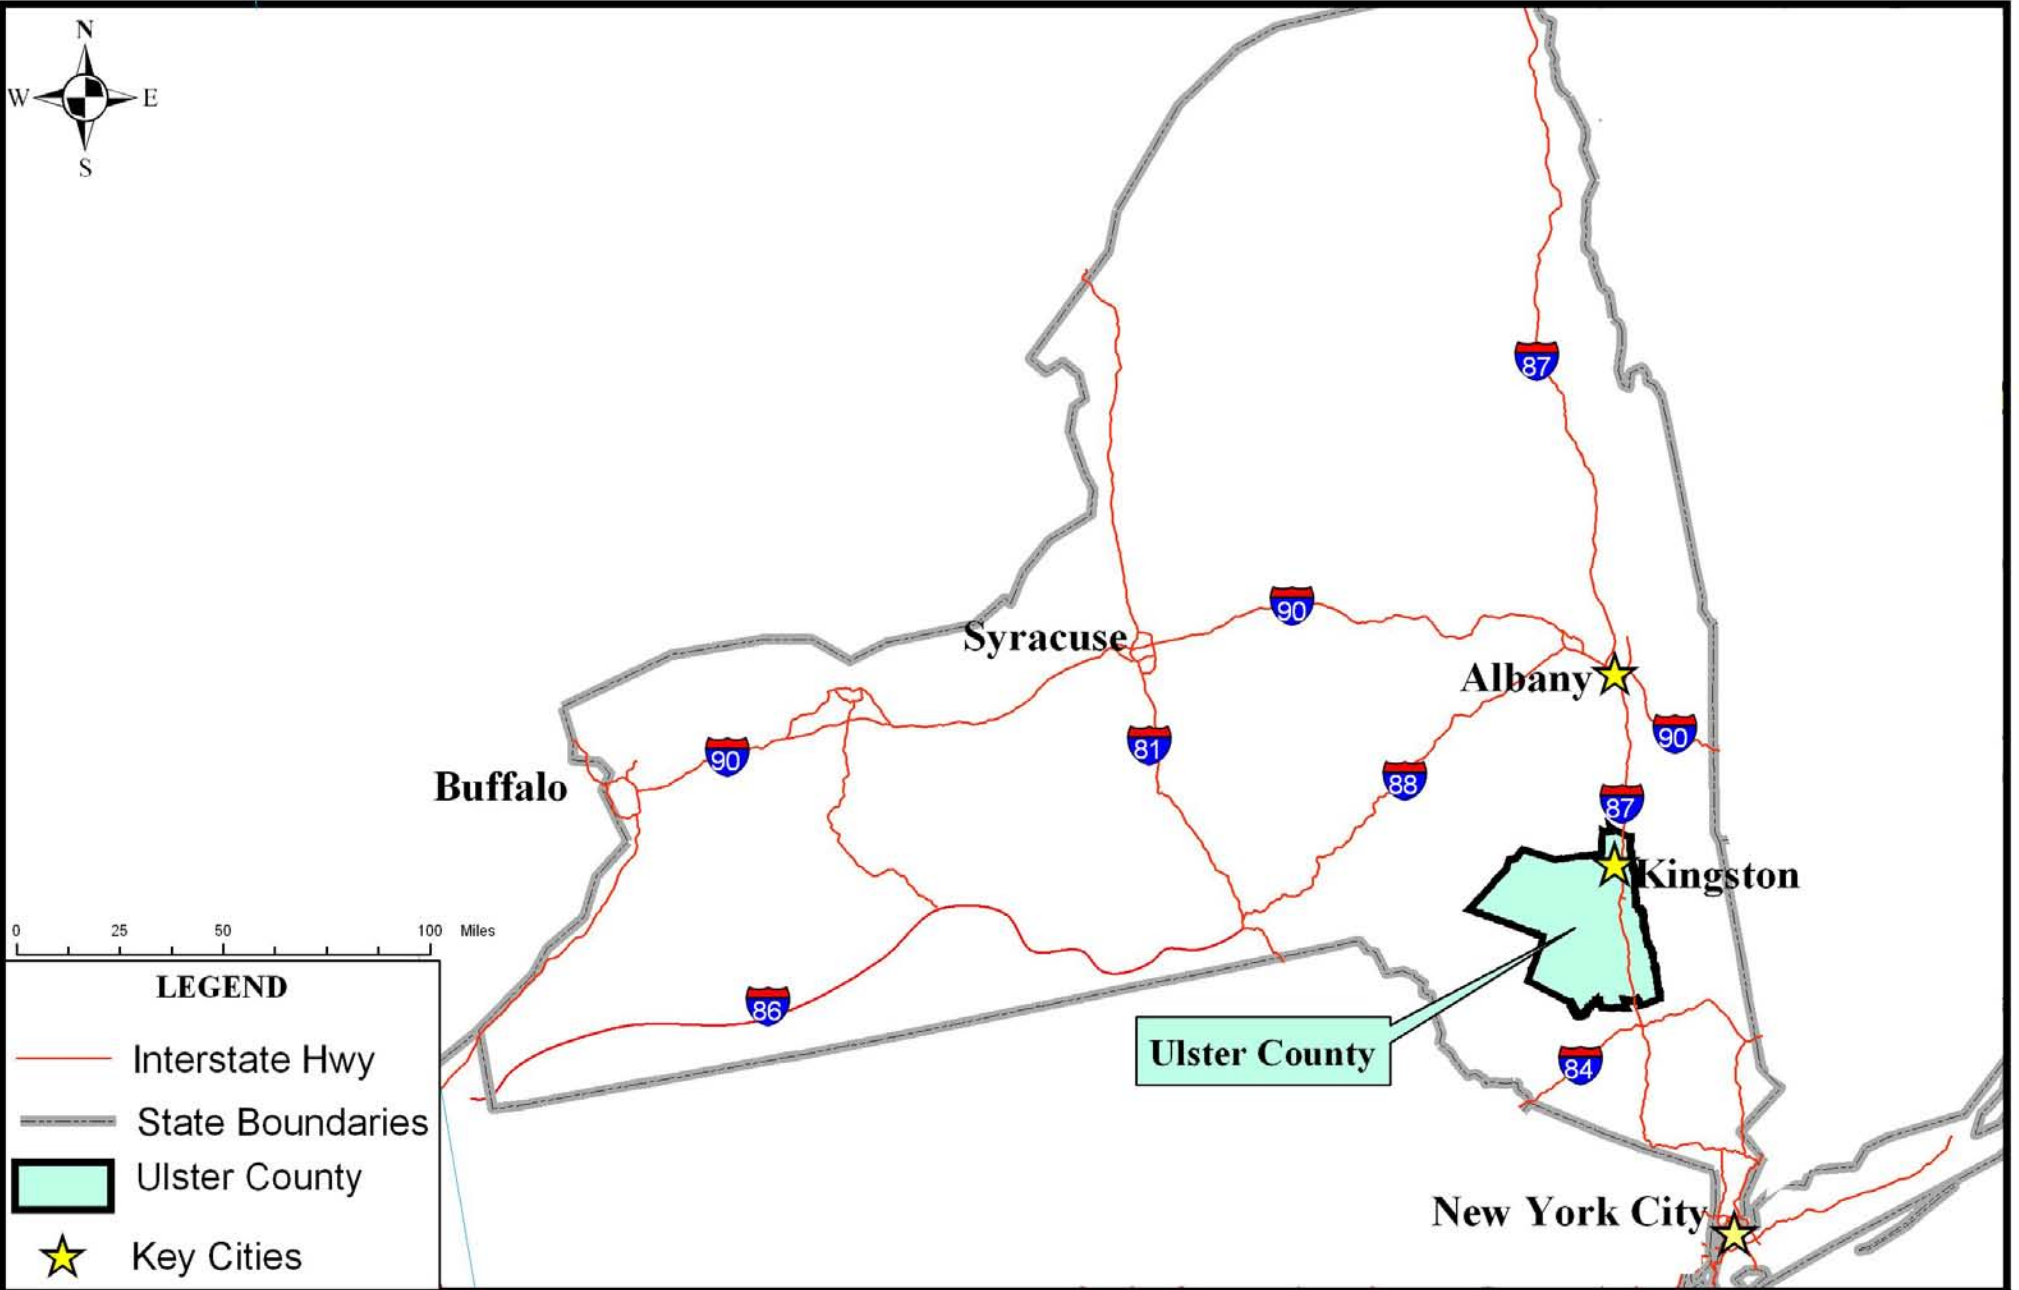 N
W E
S
87
90
Syracuse
Albany
90
81
90
88
Buffalo
87
Kingston
0 25 50 100 Miles
86
LEGEND
Interstate Hwy
State Boundaries
Ulster County
Key Cities
Ulster County
84
New York City